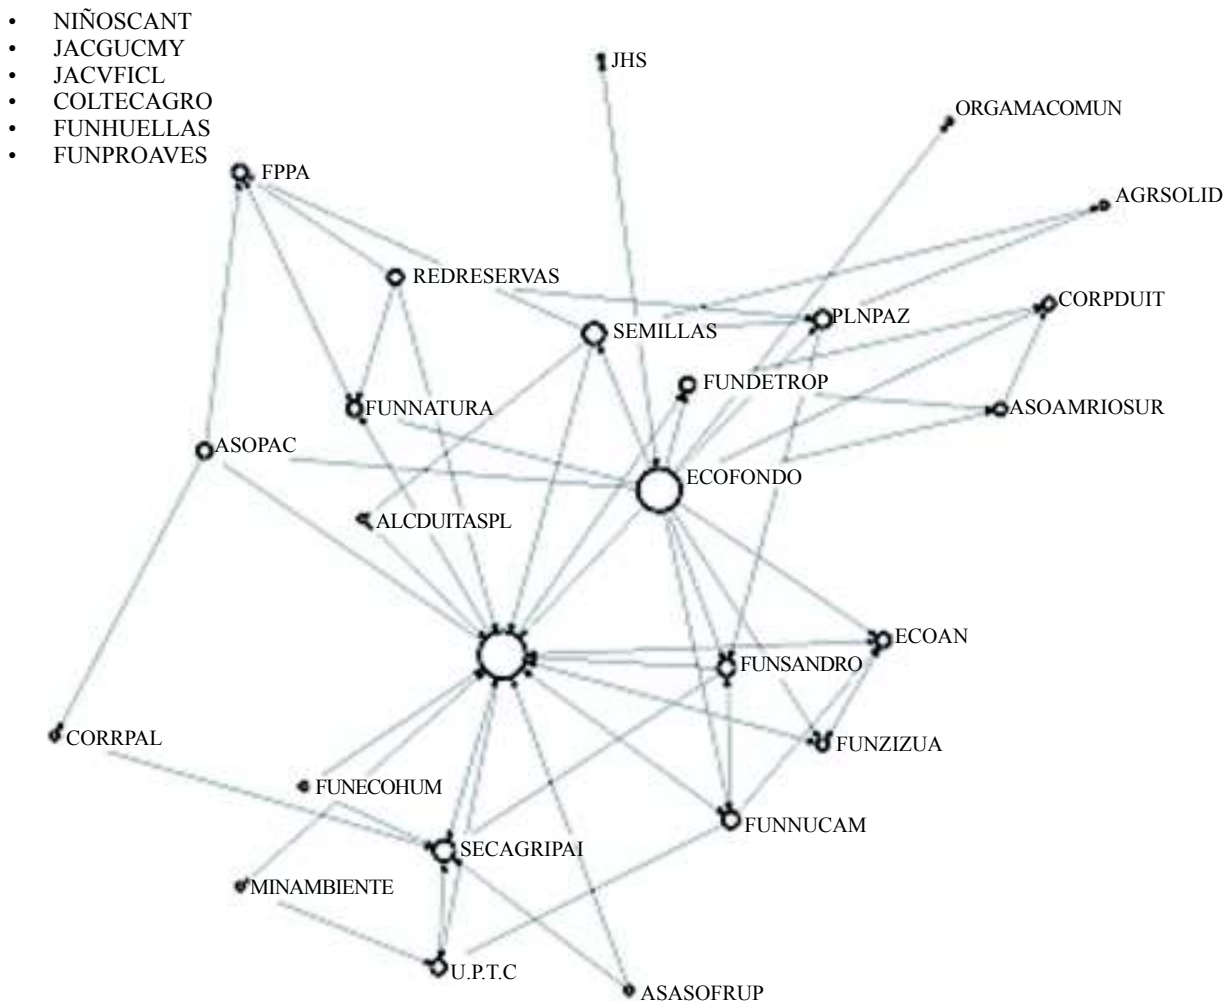 • NIÑOSCANT
• JACGUCMY
• JACVFICL
• COLTECAGRO
• FUNHUELLAS
• FUNPROAVES
JHS
ORGAMACOMUN
FPPA
AGRSOLID
REDRESERVAS
CORPDUIT
PLNPAZ
SEMILLAS
FUNDETROP
FUNNATURA
ASOAMRIOSUR
ASOPAC
ECOFONDO
ALCDUITASPL
ECOAN
FUNSANDRO
CORRPAL
FUNZIZUA
FUNECOHUM
FUNNUCAM
SECAGRIPAI
MINAMBIENTE
U.P.T.C
ASASOFRUP